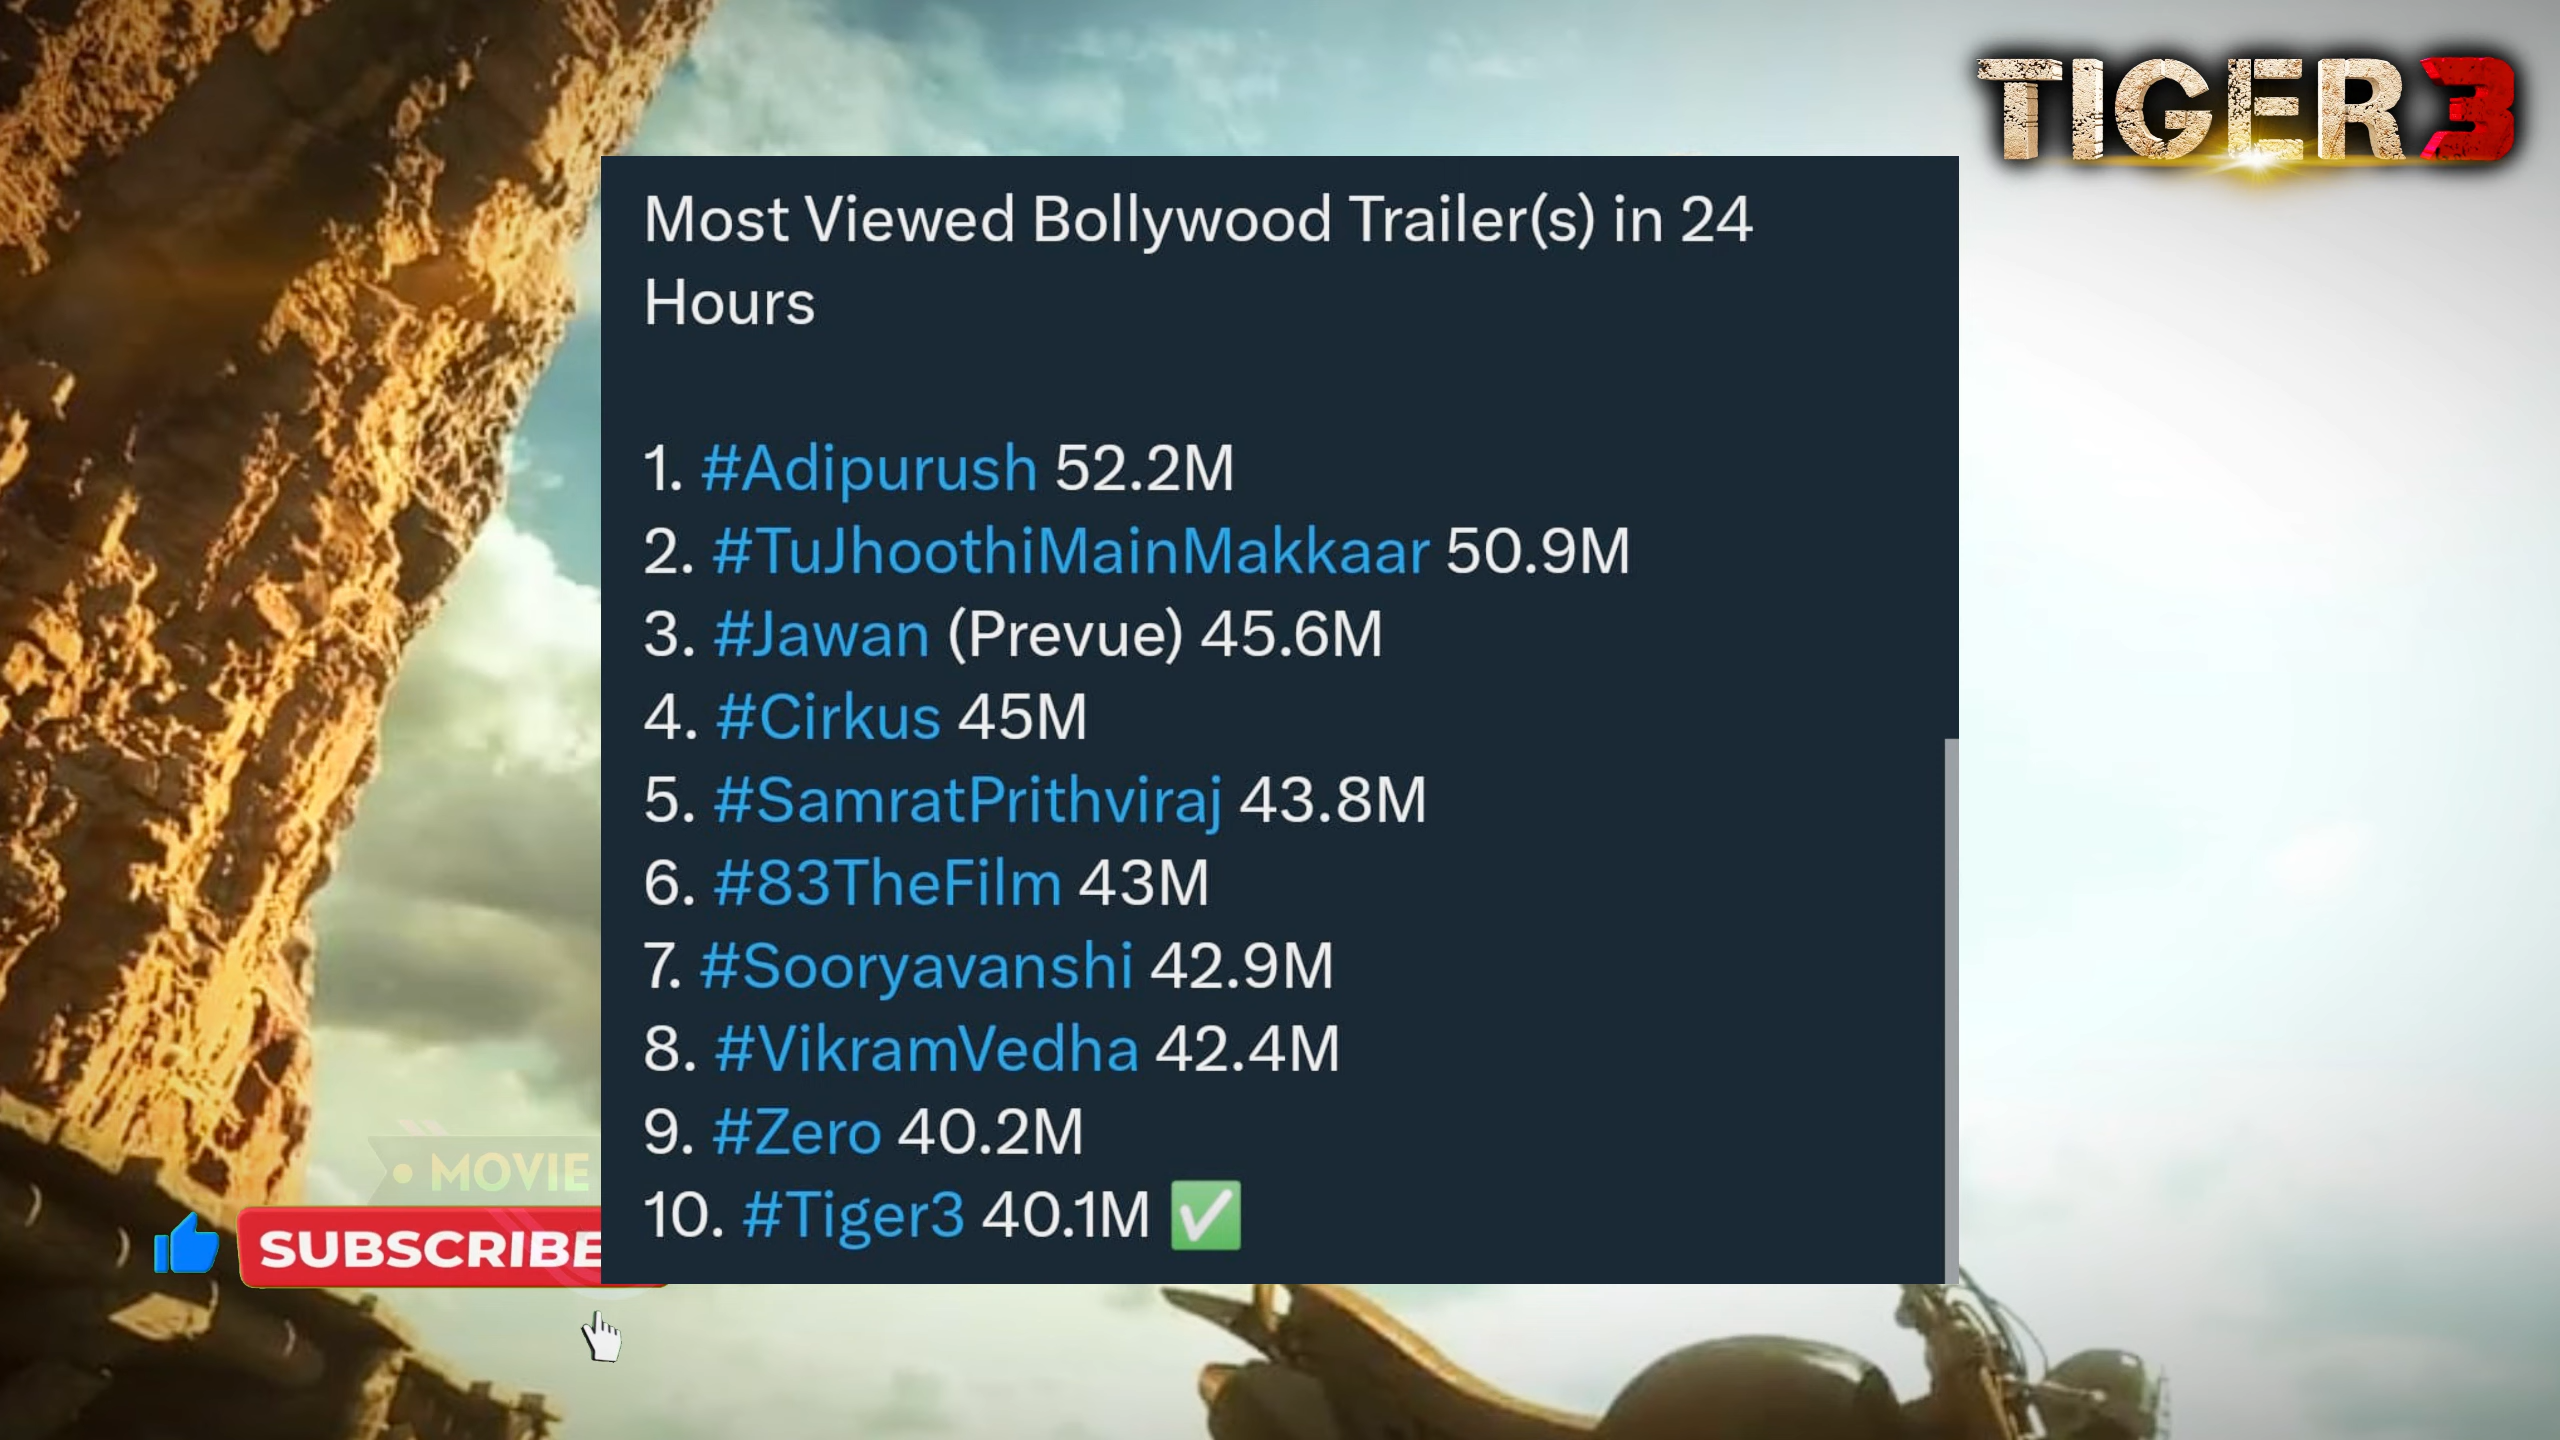 TIGER 3
Most Viewed Bollywood Trailer(s) in 24
Hours
1. #Adipurush 52.2M
2. #TuJhoothiMainMakkaar 50.9M
3. #Jawan (Prevue) 45.6M
4. #Cirkus 45M
5. #SamratPrithviraj 43.8M
6. #83TheFilm 43M
7. #Sooryavanshi 42.9M
8. #VikramVedha 42.4M
9. #Zero 40.2M
10. #Tiger3 40.1M ✅
• MOVIE
SUBSCRIBE